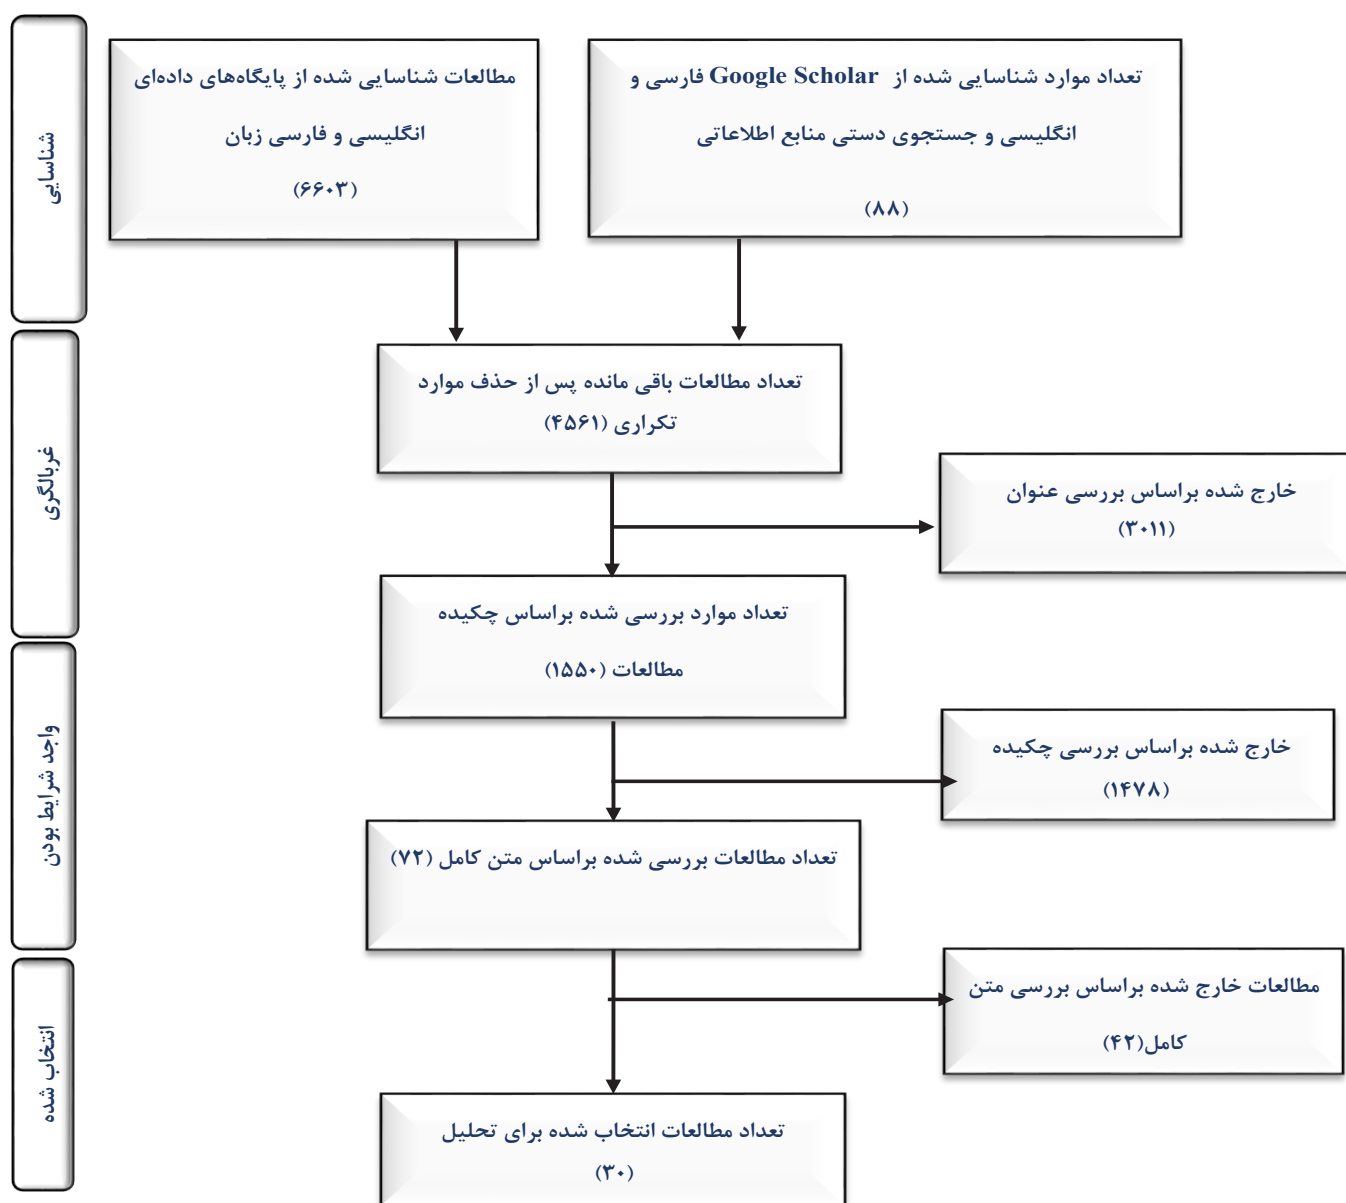 شناسایی
تعداد موارد شناسایی شده از Google Scholar فارسی و
انگلیسی و جستجوی دستی منابع اطلاعاتی
(۸۸)
مطالعات شناسایی شده از پایگاه‌های داده‌ای
انگلیسی و فارسی زبان
(۶۶۰۳)
غربالگری
تعداد مطالعات باقی مانده پس از حذف موارد
تکراری (۴۵۶۱)
خارج شده براساس بررسی عنوان
(۳۰۱۱)
تعداد موارد بررسی شده براساس چکیده
مطالعات (۱۵۵۰)
واجد شرایط بودن
خارج شده براساس بررسی چکیده
(۱۴۷۸)
تعداد مطالعات بررسی شده براساس متن کامل (۷۲)
مطالعات خارج شده براساس بررسی متن
کامل(۴۲)
انتخاب شده
تعداد مطالعات انتخاب شده برای تحلیل
(۳۰)